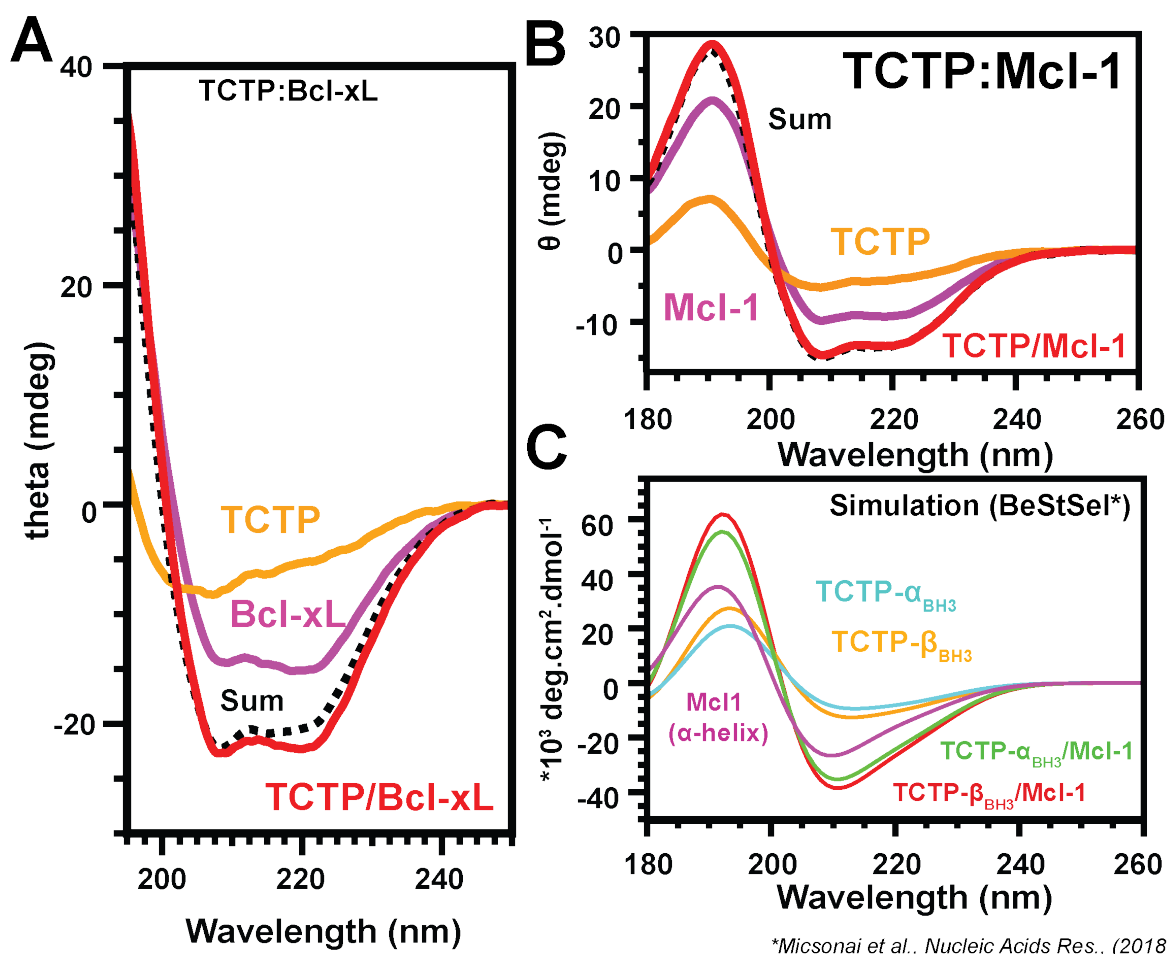 A
TCTP:Bcl-xL
40
20
0
-20
theta (mdeg)
TCTP
Bcl-xL
Sum
TCTP/Bcl-xL
200
220
240
Wavelength (nm)
B
TCTP:Mcl-1
30
20
10
0
-10
θ (mdeg)
Sum
TCTP
Mcl-1
TCTP/Mcl-1
180
200
220
240
260
Wavelength (nm)
C
Simulation (BeStSel*)
60
40
20
0
-20
-40
*10³ deg.cm².dmol⁻¹
TCTP-αBH3
TCTP-βBH3
Mcl1
(α-helix)
TCTP-αBH3/Mcl-1
TCTP-βBH3/Mcl-1
180
200
220
240
260
Wavelength (nm)
*Micsonai et al., Nucleic Acids Res., (2018